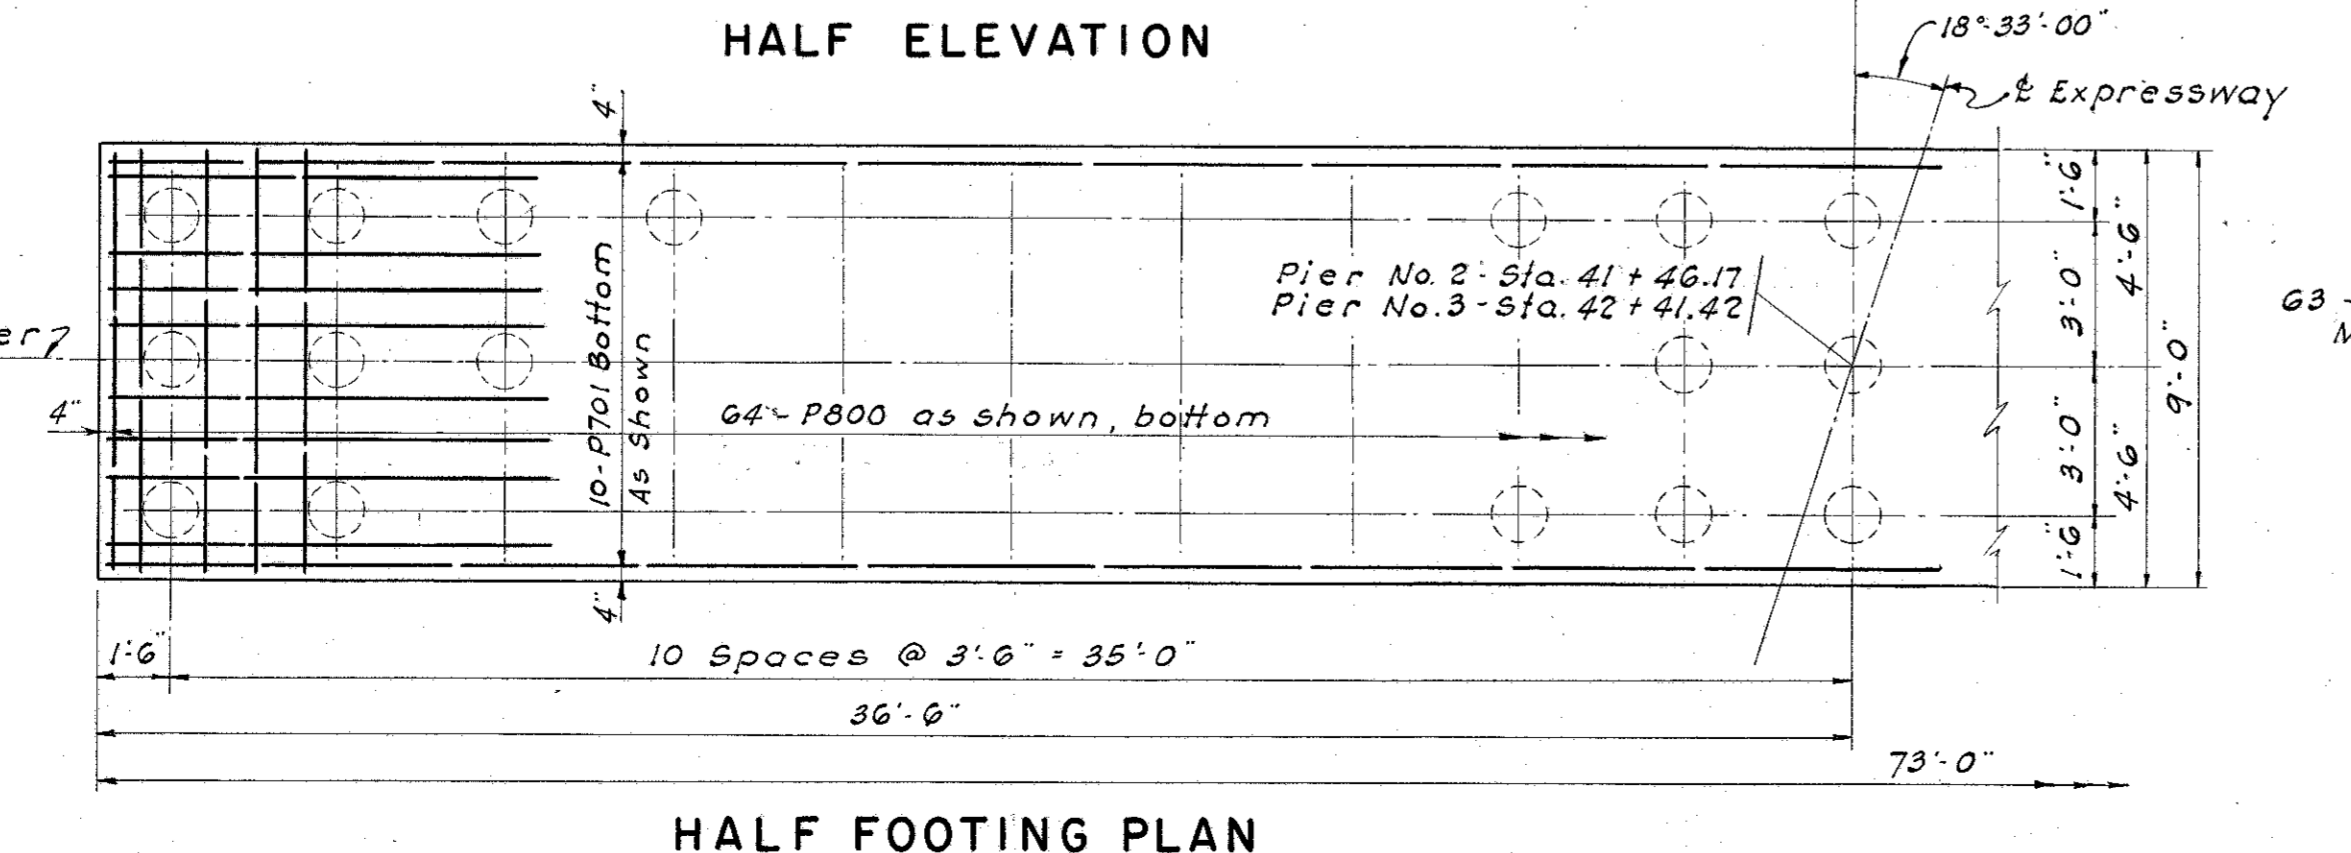 HALF ELEVATION
18°-33'-00"
℄ Expressway
4"
1'-6"
4'-6"
3'-0"
9'-0"
Pier No. 2 - Sta. 41 + 46.17
Pier No. 3 - Sta. 42 + 41.42
63
10-P701 Bottom
As Shown
4"
64 - P800 as shown, bottom
3'-0"
4'-6"
1'-6"
4"
1'-6"
10 Spaces @ 3'-6" = 35'-0"
36'-6"
73'-0"
HALF FOOTING PLAN